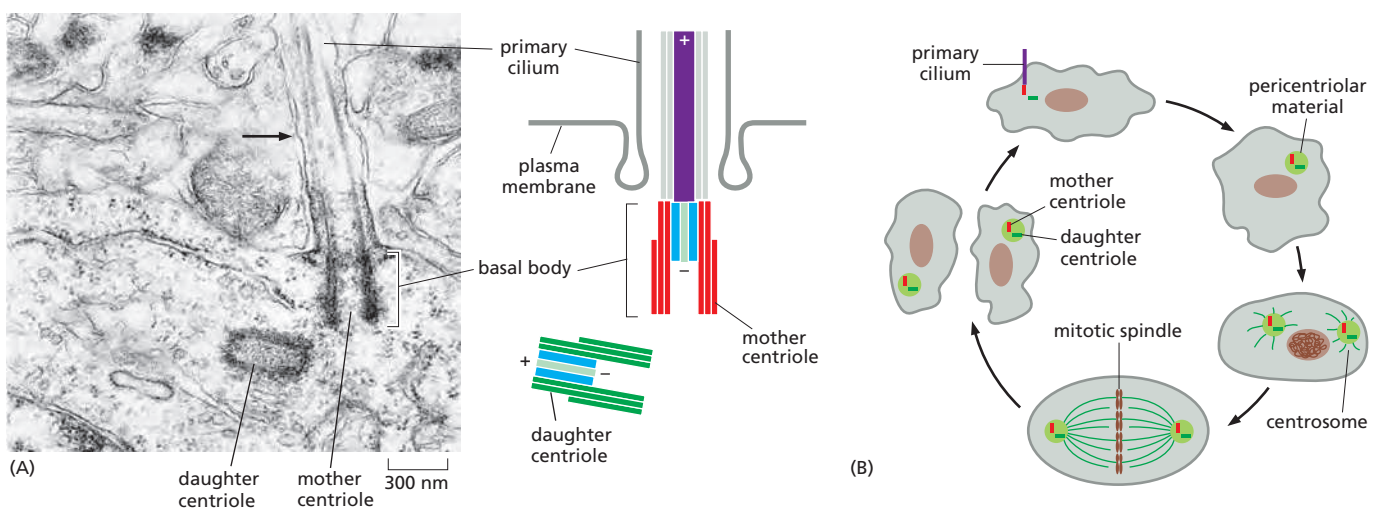 primary
cilium
+
plasma
membrane
basal body
–
mother
centriole
+
–
daughter
centriole
(A)
daughter
centriole
mother
centriole
300 nm
primary
cilium
pericentriolar
material
mother
centriole
daughter
centriole
mitotic spindle
centrosome
(B)